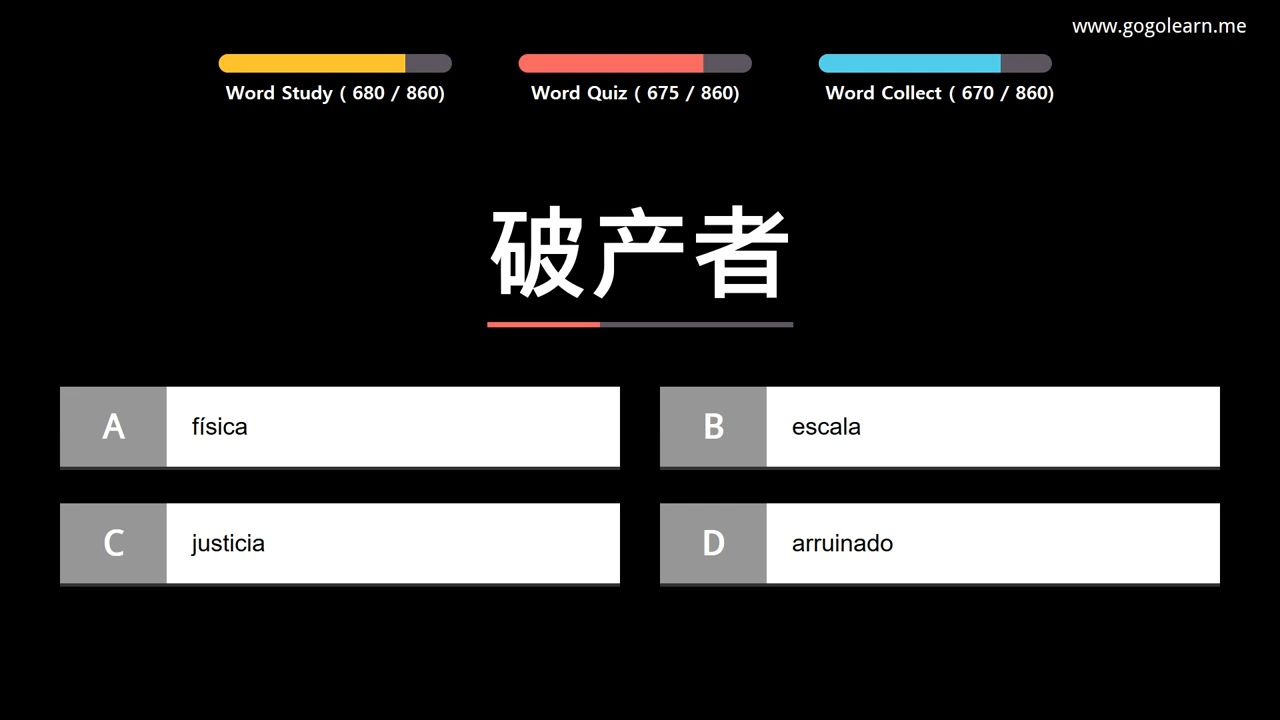 www.gogolearn.me
Word Study ( 680 / 860)
Word Quiz ( 675 / 860)
Word Collect ( 670 / 860)
破产者
A física
B escala
C justicia
D arruinado